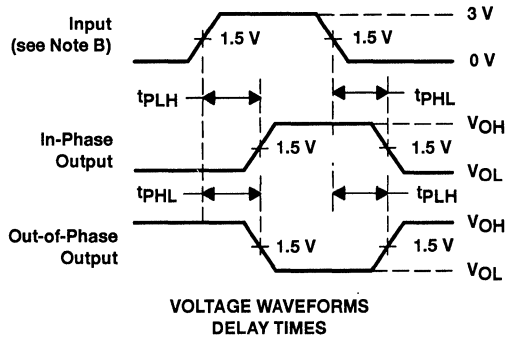 Input
(see Note B)
1.5 V
1.5 V
3 V
0 V
tPLH
tPHL
In-Phase
Output
1.5 V
1.5 V
VOH
VOL
tPHL
tPLH
Out-of-Phase
Output
1.5 V
1.5 V
VOH
VOL
VOLTAGE WAVEFORMS
DELAY TIMES